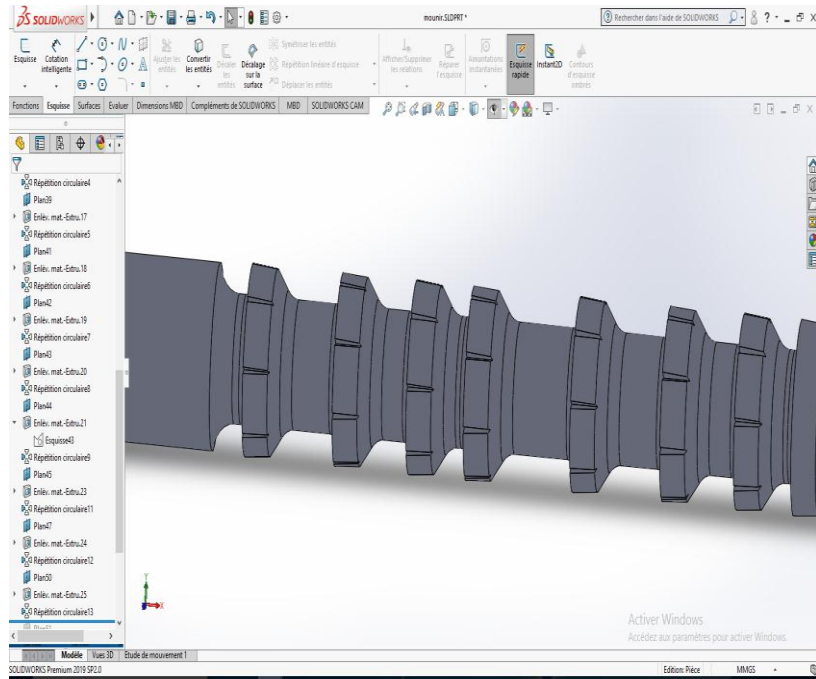 SOLIDWORKS
mounir.SLDPRT *
Rechercher dans l'aide de SOLIDWORKS
Esquisse
Cotation intelligente
Ajuster les entités
Convertir les entités
Décaler les entités
Décalage sur la surface
Symétriser les entités
Répétition linéaire d'esquisse
Déplacer les entités
Afficher/Supprimer les relations
Réparer l'esquisse
Annotations instantanées
Esquisse rapide
Instant2D
Contours d'esquisse ombrés
Fonctions
Esquisse
Surfaces
Evaluer
Dimensions MBD
Compléments de SOLIDWORKS
MBD
SOLIDWORKS CAM
Répétition circulaire4
Plan39
Enlèv. mat.-Extru.17
Répétition circulaire5
Plan41
Enlèv. mat.-Extru.18
Répétition circulaire6
Plan42
Enlèv. mat.-Extru.19
Répétition circulaire7
Plan43
Enlèv. mat.-Extru.20
Répétition circulaire8
Plan44
Enlèv. mat.-Extru.21
Esquisse43
Répétition circulaire9
Plan45
Enlèv. mat.-Extru.23
Répétition circulaire11
Plan47
Enlèv. mat.-Extru.24
Répétition circulaire12
Plan50
Enlèv. mat.-Extru.25
Répétition circulaire13
Y
X
Activer Windows
Accédez aux paramètres pour activer Windows.
Modèle
Vues 3D
Etude de mouvement 1
SOLIDWORKS Premium 2019 SP2.0
Edition: Pièce
MMGS